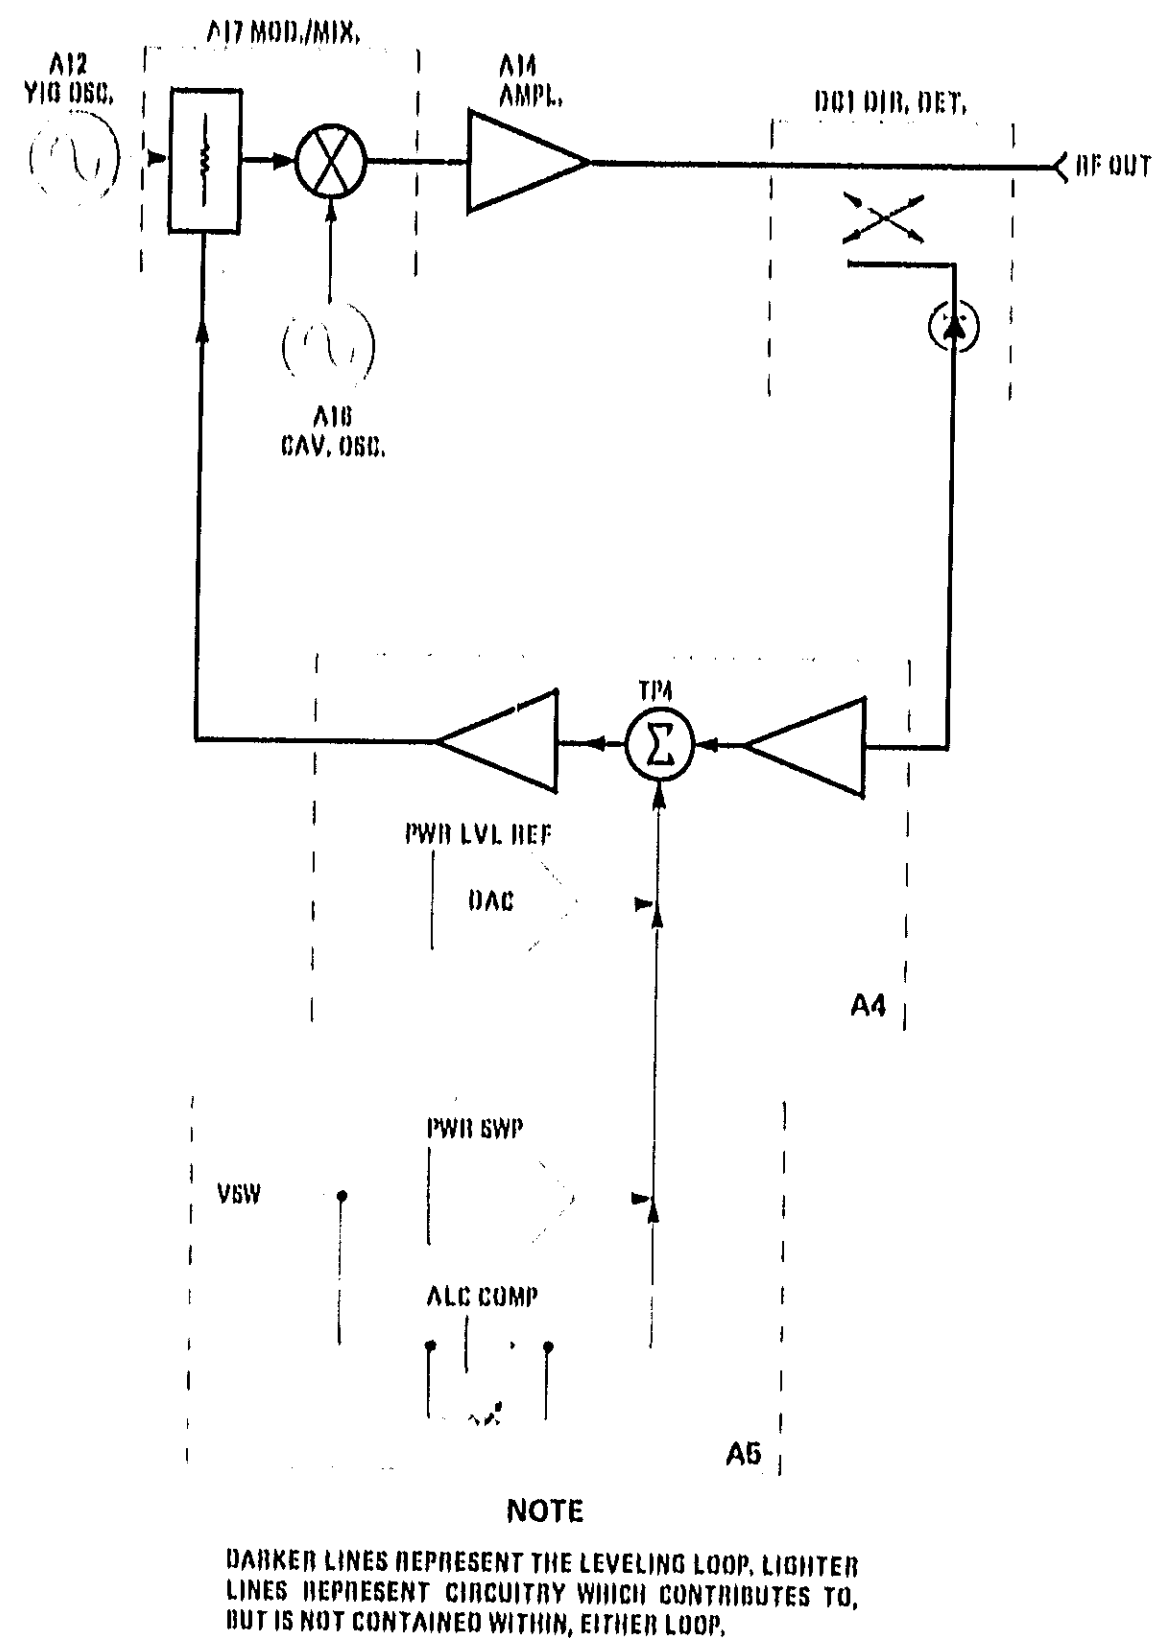 A17 MOD./MIX.
A12
YIG OSC.
A14
AMPL.
DC1 DIR. DET.
RF OUT
A16
CAV. OSC.
TP4
Σ
PWR LVL REF
DAC
A4
PWR SWP
VSW
ALC COMP
A5
NOTE
DARKER LINES REPRESENT THE LEVELING LOOP. LIGHTER
LINES REPRESENT CIRCUITRY WHICH CONTRIBUTES TO,
BUT IS NOT CONTAINED WITHIN, EITHER LOOP.